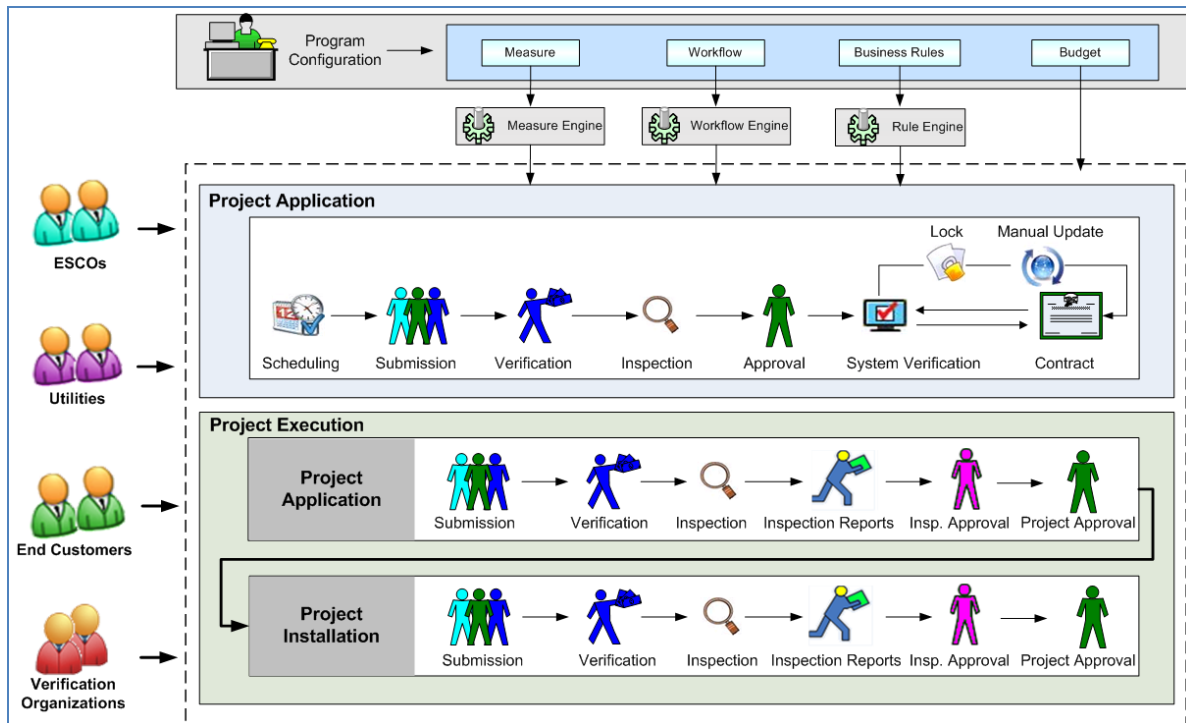 Program
Configuration
Measure
Workflow
Business Rules
Budget
Measure Engine
Workflow Engine
Rule Engine
ESCOs
Utilities
End Customers
Verification
Organizations
Project Application
Lock
Manual Update
Scheduling
Submission
Verification
Inspection
Approval
System Verification
Contract
Project Execution
Project
Application
Submission
Verification
Inspection
Inspection Reports
Insp. Approval
Project Approval
Project
Installation
Submission
Verification
Inspection
Inspection Reports
Insp. Approval
Project Approval